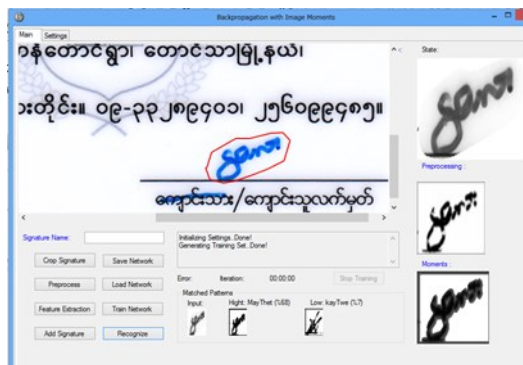 Backpropagation with Image Moments
Main Settings
တောင်ရွာ၊ တောင်သာမြို့နယ်၊
းတိုင်း။ ၀၉-၃၃၂၈၉၄၀၁၊ ၂၅၆၀၉၉၄၈၅။
ကျောင်းသား/ကျောင်းသူလက်မှတ်
State:
Preprocessing :
Moments :
Signature Name:
Crop Signature Save Network
Preprocess Load Network
Feature Extraction Train Network
Add Signature Recognize
Initializing Settings..Done!
Generating Training Set..Done!
Error: Iteration: 00:00:00 Stop Training
Matched Patterns
Input: Hight: MayThet (%68) Low: kayTwe (%7)